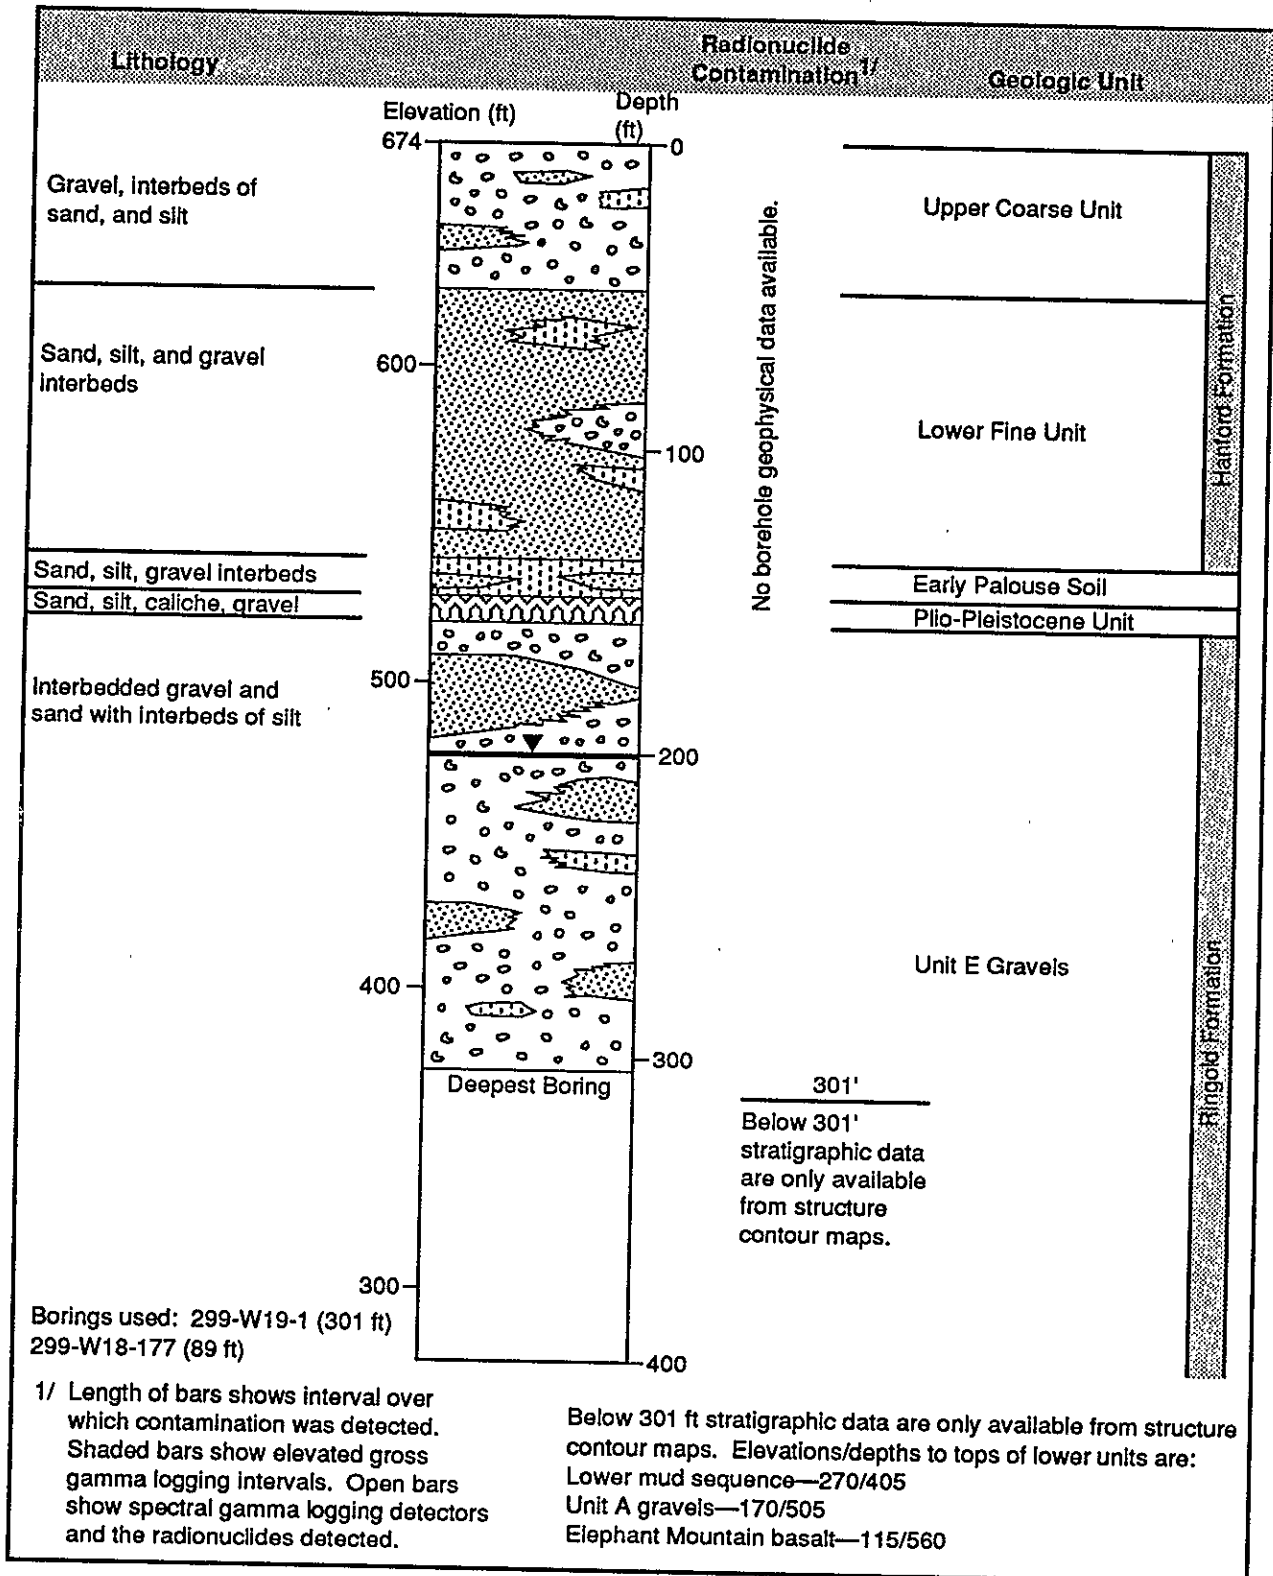 Lithology
Radionuclide
Contamination 1/
Geologic Unit
Elevation (ft)
Depth
(ft)
674
0
Gravel, interbeds of
sand, and silt
Upper Coarse Unit
No borehole geophysical data available.
Hanford Formation
Sand, silt, and gravel
interbeds
600
Lower Fine Unit
100
Sand, silt, gravel interbeds
Early Palouse Soil
Sand, silt, caliche, gravel
Plio-Pleistocene Unit
Interbedded gravel and
sand with interbeds of silt
500
200
Unit E Gravels
Ringold Formation
400
300
Deepest Boring
301'
Below 301'
stratigraphic data
are only available
from structure
contour maps.
300
400
Borings used: 299-W19-1 (301 ft)
299-W18-177 (89 ft)
1/ Length of bars shows interval over
which contamination was detected.
Shaded bars show elevated gross
gamma logging intervals. Open bars
show spectral gamma logging detectors
and the radionuclides detected.
Below 301 ft stratigraphic data are only available from structure
contour maps. Elevations/depths to tops of lower units are:
Lower mud sequence—270/405
Unit A gravels—170/505
Elephant Mountain basalt—115/560